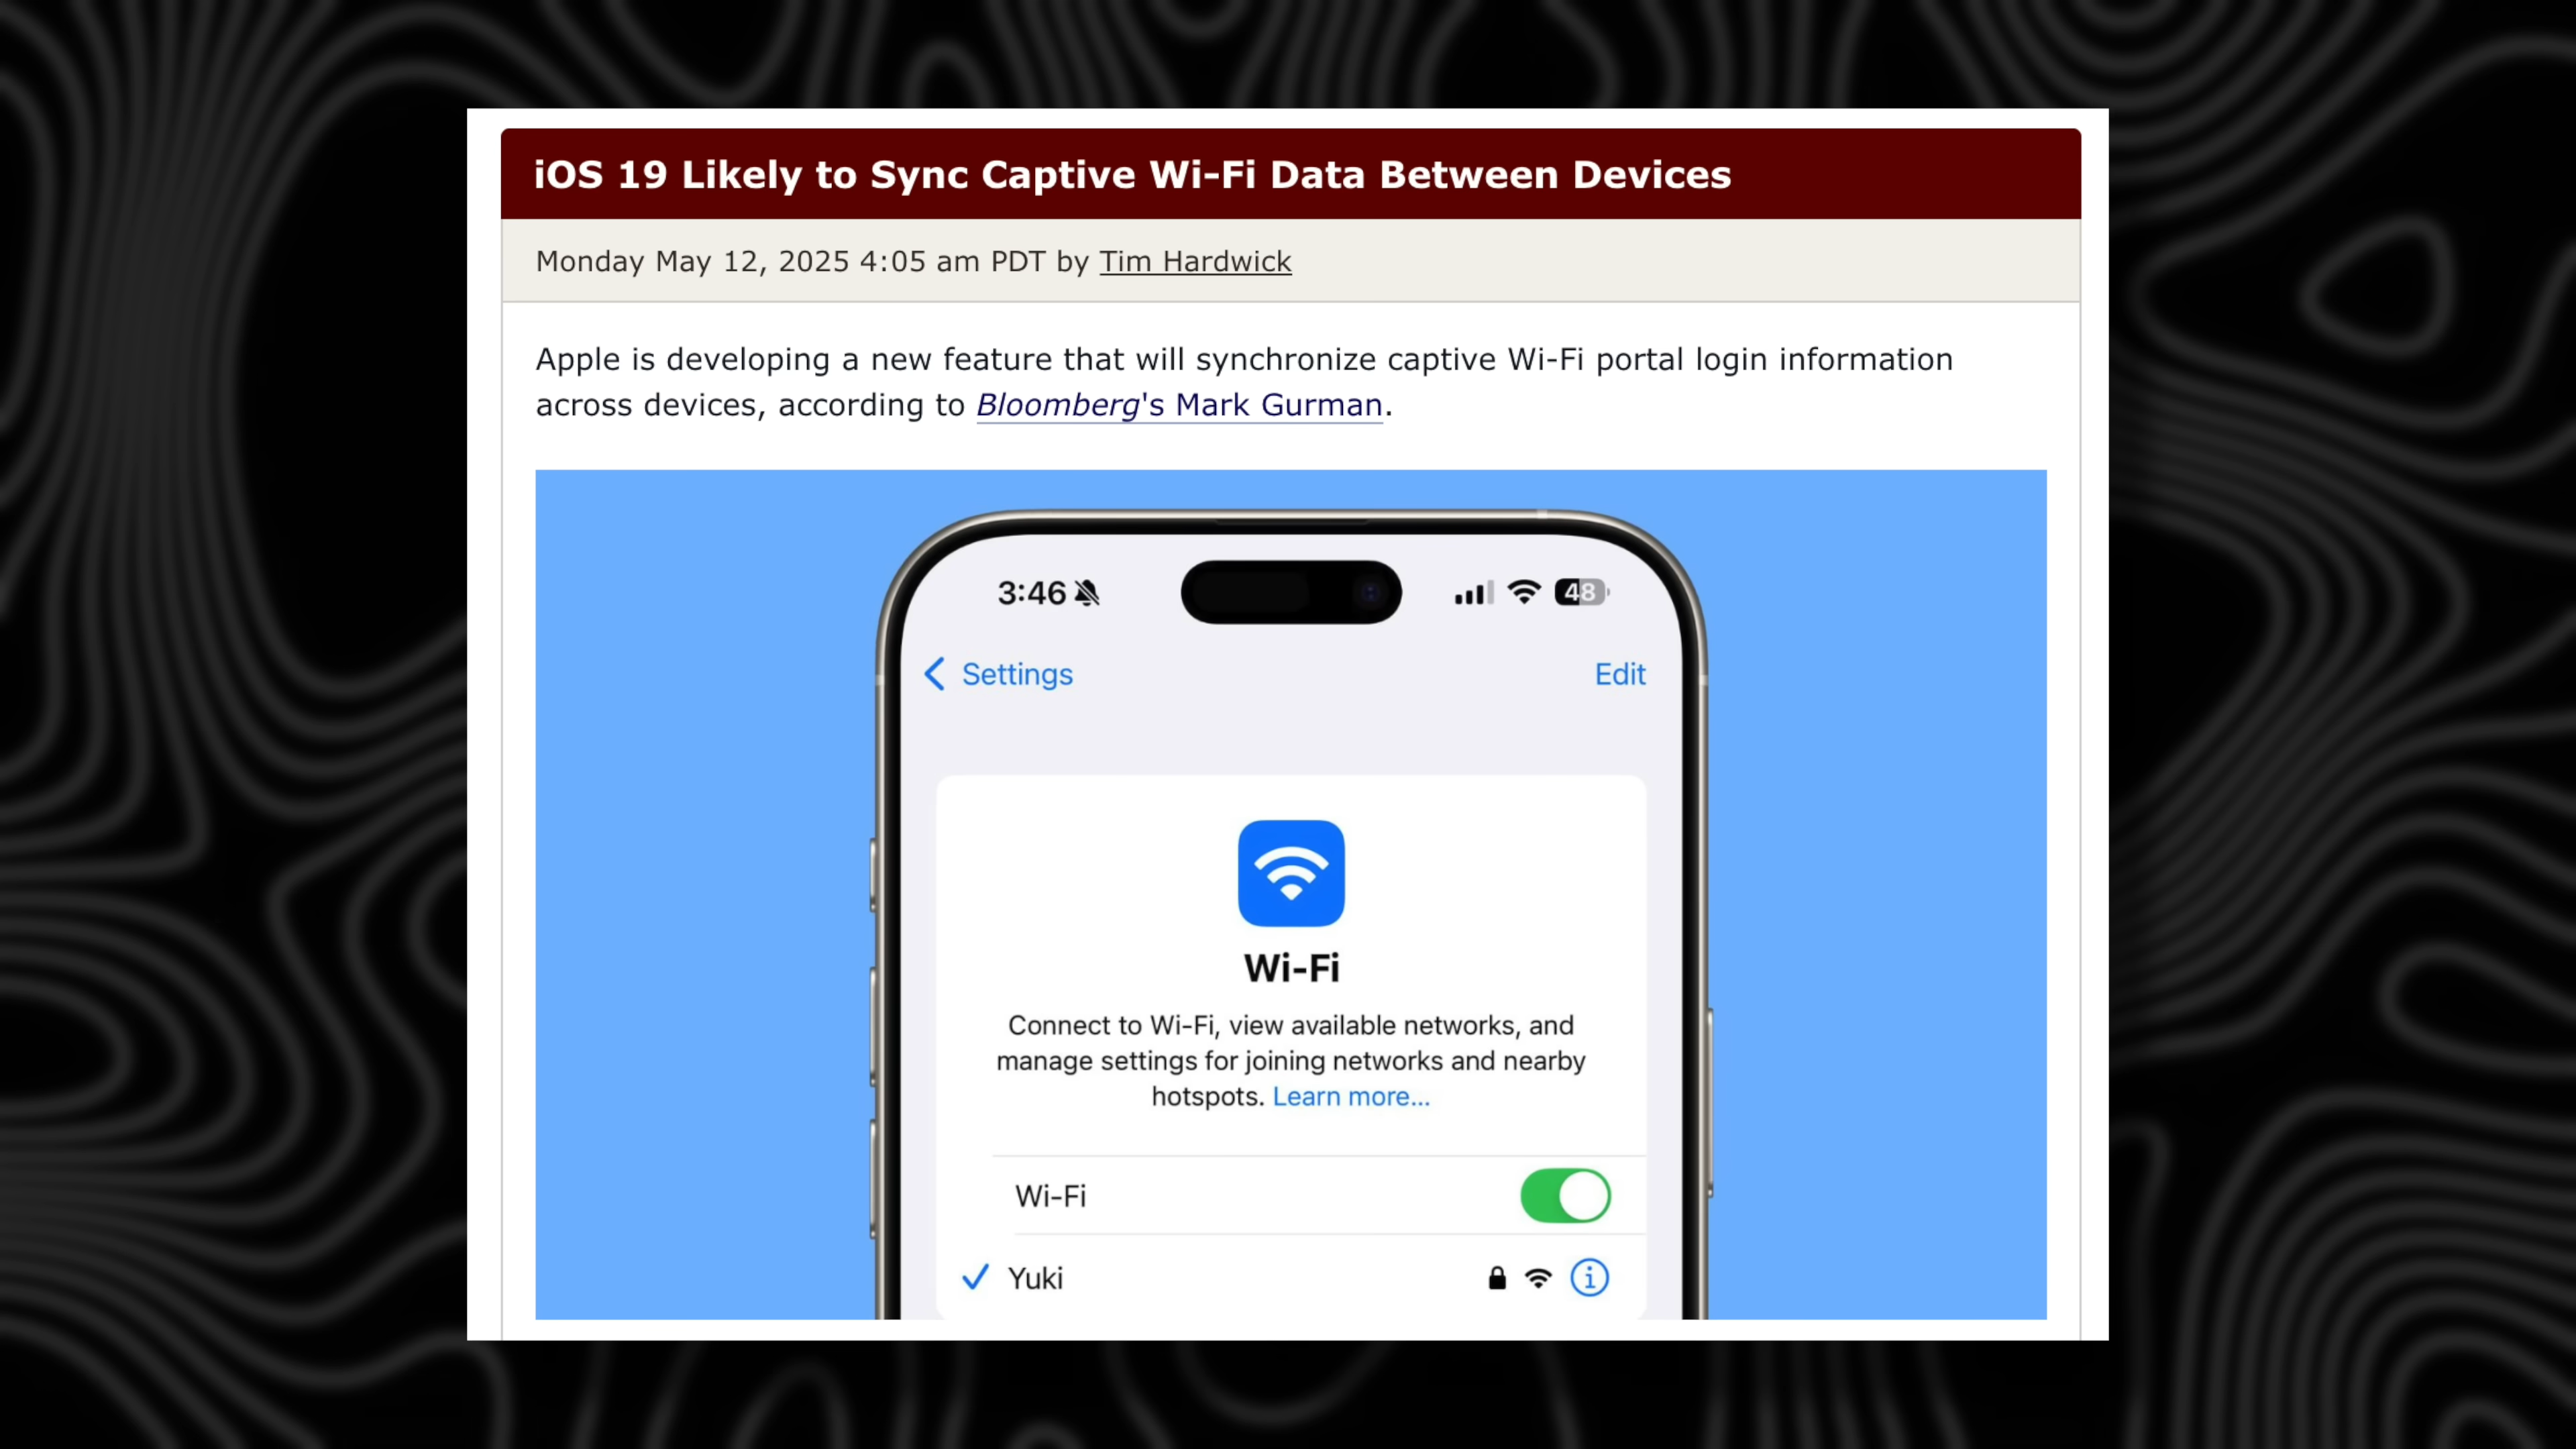 iOS 19 Likely to Sync Captive Wi-Fi Data Between Devices
Monday May 12, 2025 4:05 am PDT by Tim Hardwick
Apple is developing a new feature that will synchronize captive Wi-Fi portal login information
across devices, according to Bloomberg's Mark Gurman.
3:46 48
Settings Edit
Wi-Fi
Connect to Wi-Fi, view available networks, and
manage settings for joining networks and nearby
hotspots. Learn more...
Wi-Fi
Yuki